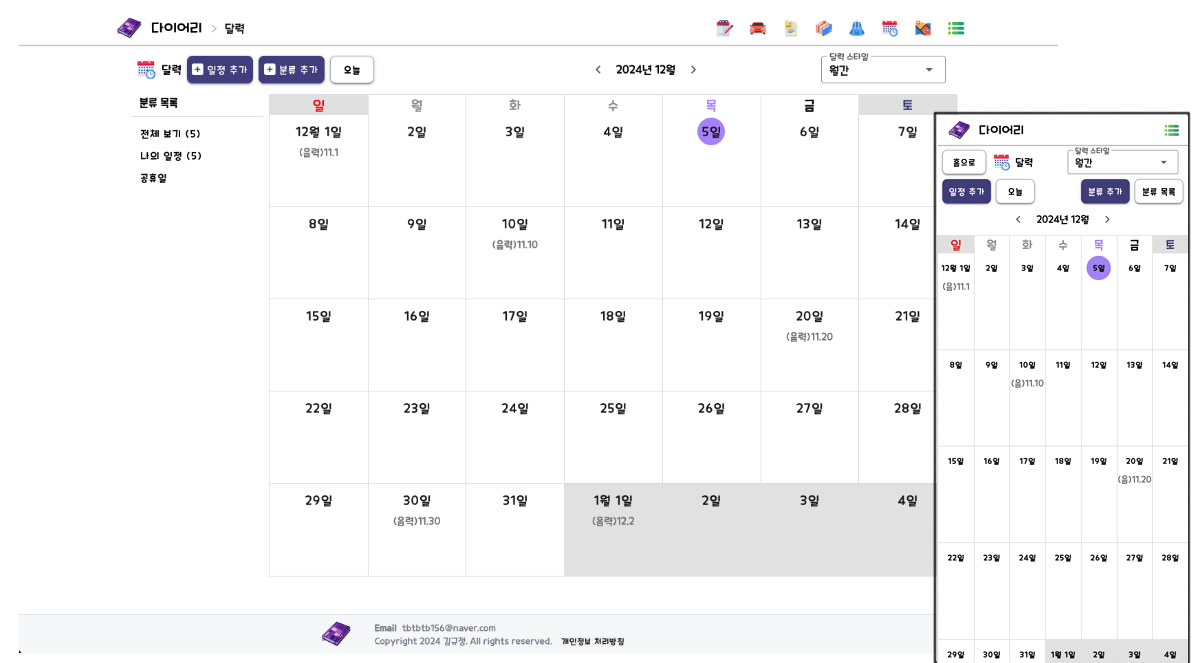 다이어리 > 달력
달력 일정 추가 분류 추가 오늘 < 2024년 12월 > 달력 스타일 월간
분류 목록
전체 보기 (5)
나의 일정 (5)
공휴일
일 월 화 수 목 금 토
12월 1일 2일 3일 4일 5일 6일 7일
(음력)11.1
8일 9일 10일 11일 12일 13일 14일
(음력)11.10
15일 16일 17일 18일 19일 20일 21일
(음력)11.20
22일 23일 24일 25일 26일 27일 28일
29일 30일 31일 1월 1일 2일 3일 4일
(음력)11.30 (음력)12.2
Email tbtbtb156@naver.com
Copyright 2024 김규정. All rights reserved. 개인정보 처리방침
다이어리
홈으로 달력 달력 스타일 월간
일정 추가 오늘 분류 추가 분류 목록
< 2024년 12월 >
일 월 화 수 목 금 토
12월 1일 2일 3일 4일 5일 6일 7일
(음)11.1
8일 9일 10일 11일 12일 13일 14일
(음)11.10
15일 16일 17일 18일 19일 20일 21일
(음)11.20
22일 23일 24일 25일 26일 27일 28일
29일 30일 31일 1월 1일 2일 3일 4일